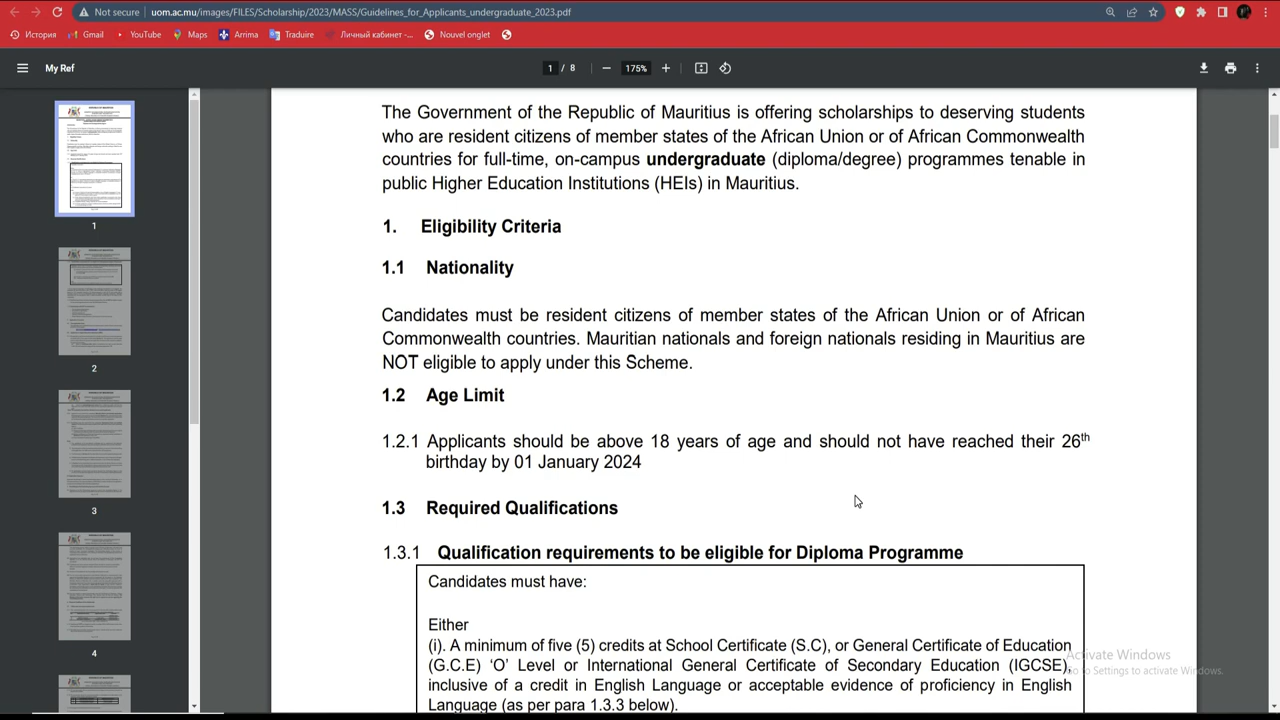 Not secure | uom.ac.mu/images/FILES/Scholarship/2023/MASS/Guidelines_for_Applicants_undergraduate_2023.pdf
История Gmail YouTube Maps Arrima Traduire Личный кабинет -... Nouvel onglet
My Ref 1 / 8 175%
The Government of the Republic of Mauritius is offering scholarships to deserving students
who are resident citizens of member states of the African Union or of African Commonwealth
countries for full-time, on-campus undergraduate (diploma/degree) programmes tenable in
public Higher Education Institutions (HEIs) in Mauritius.
1. Eligibility Criteria
1.1 Nationality
Candidates must be resident citizens of member states of the African Union or of African
Commonwealth countries. Mauritian nationals and foreign nationals residing in Mauritius are
NOT eligible to apply under this Scheme.
1.2 Age Limit
1.2.1 Applicants should be above 18 years of age and should not have reached their 26th
birthday by 01 January 2024
1.3 Required Qualifications
1.3.1 Qualification requirements to be eligible for Diploma Programme
Candidates must have:
Either
(i). A minimum of five (5) credits at School Certificate (S.C), or General Certificate of Education
(G.C.E) 'O' Level or International General Certificate of Secondary Education (IGCSE),
inclusive of a credit in English Language or acceptable evidence of proficiency in English
Language (as per para 1.3.3 below).
Activate Windows
Go to Settings to activate Windows.
1
2
3
4